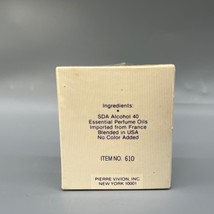 Ingredients:
•
SDA Alcohol 40
Essential Perfume Oils
Imported from France
Blended in USA
No Color Added
ITEM NO. 610
PIERRE VIVION, INC.
NEW YORK 10001